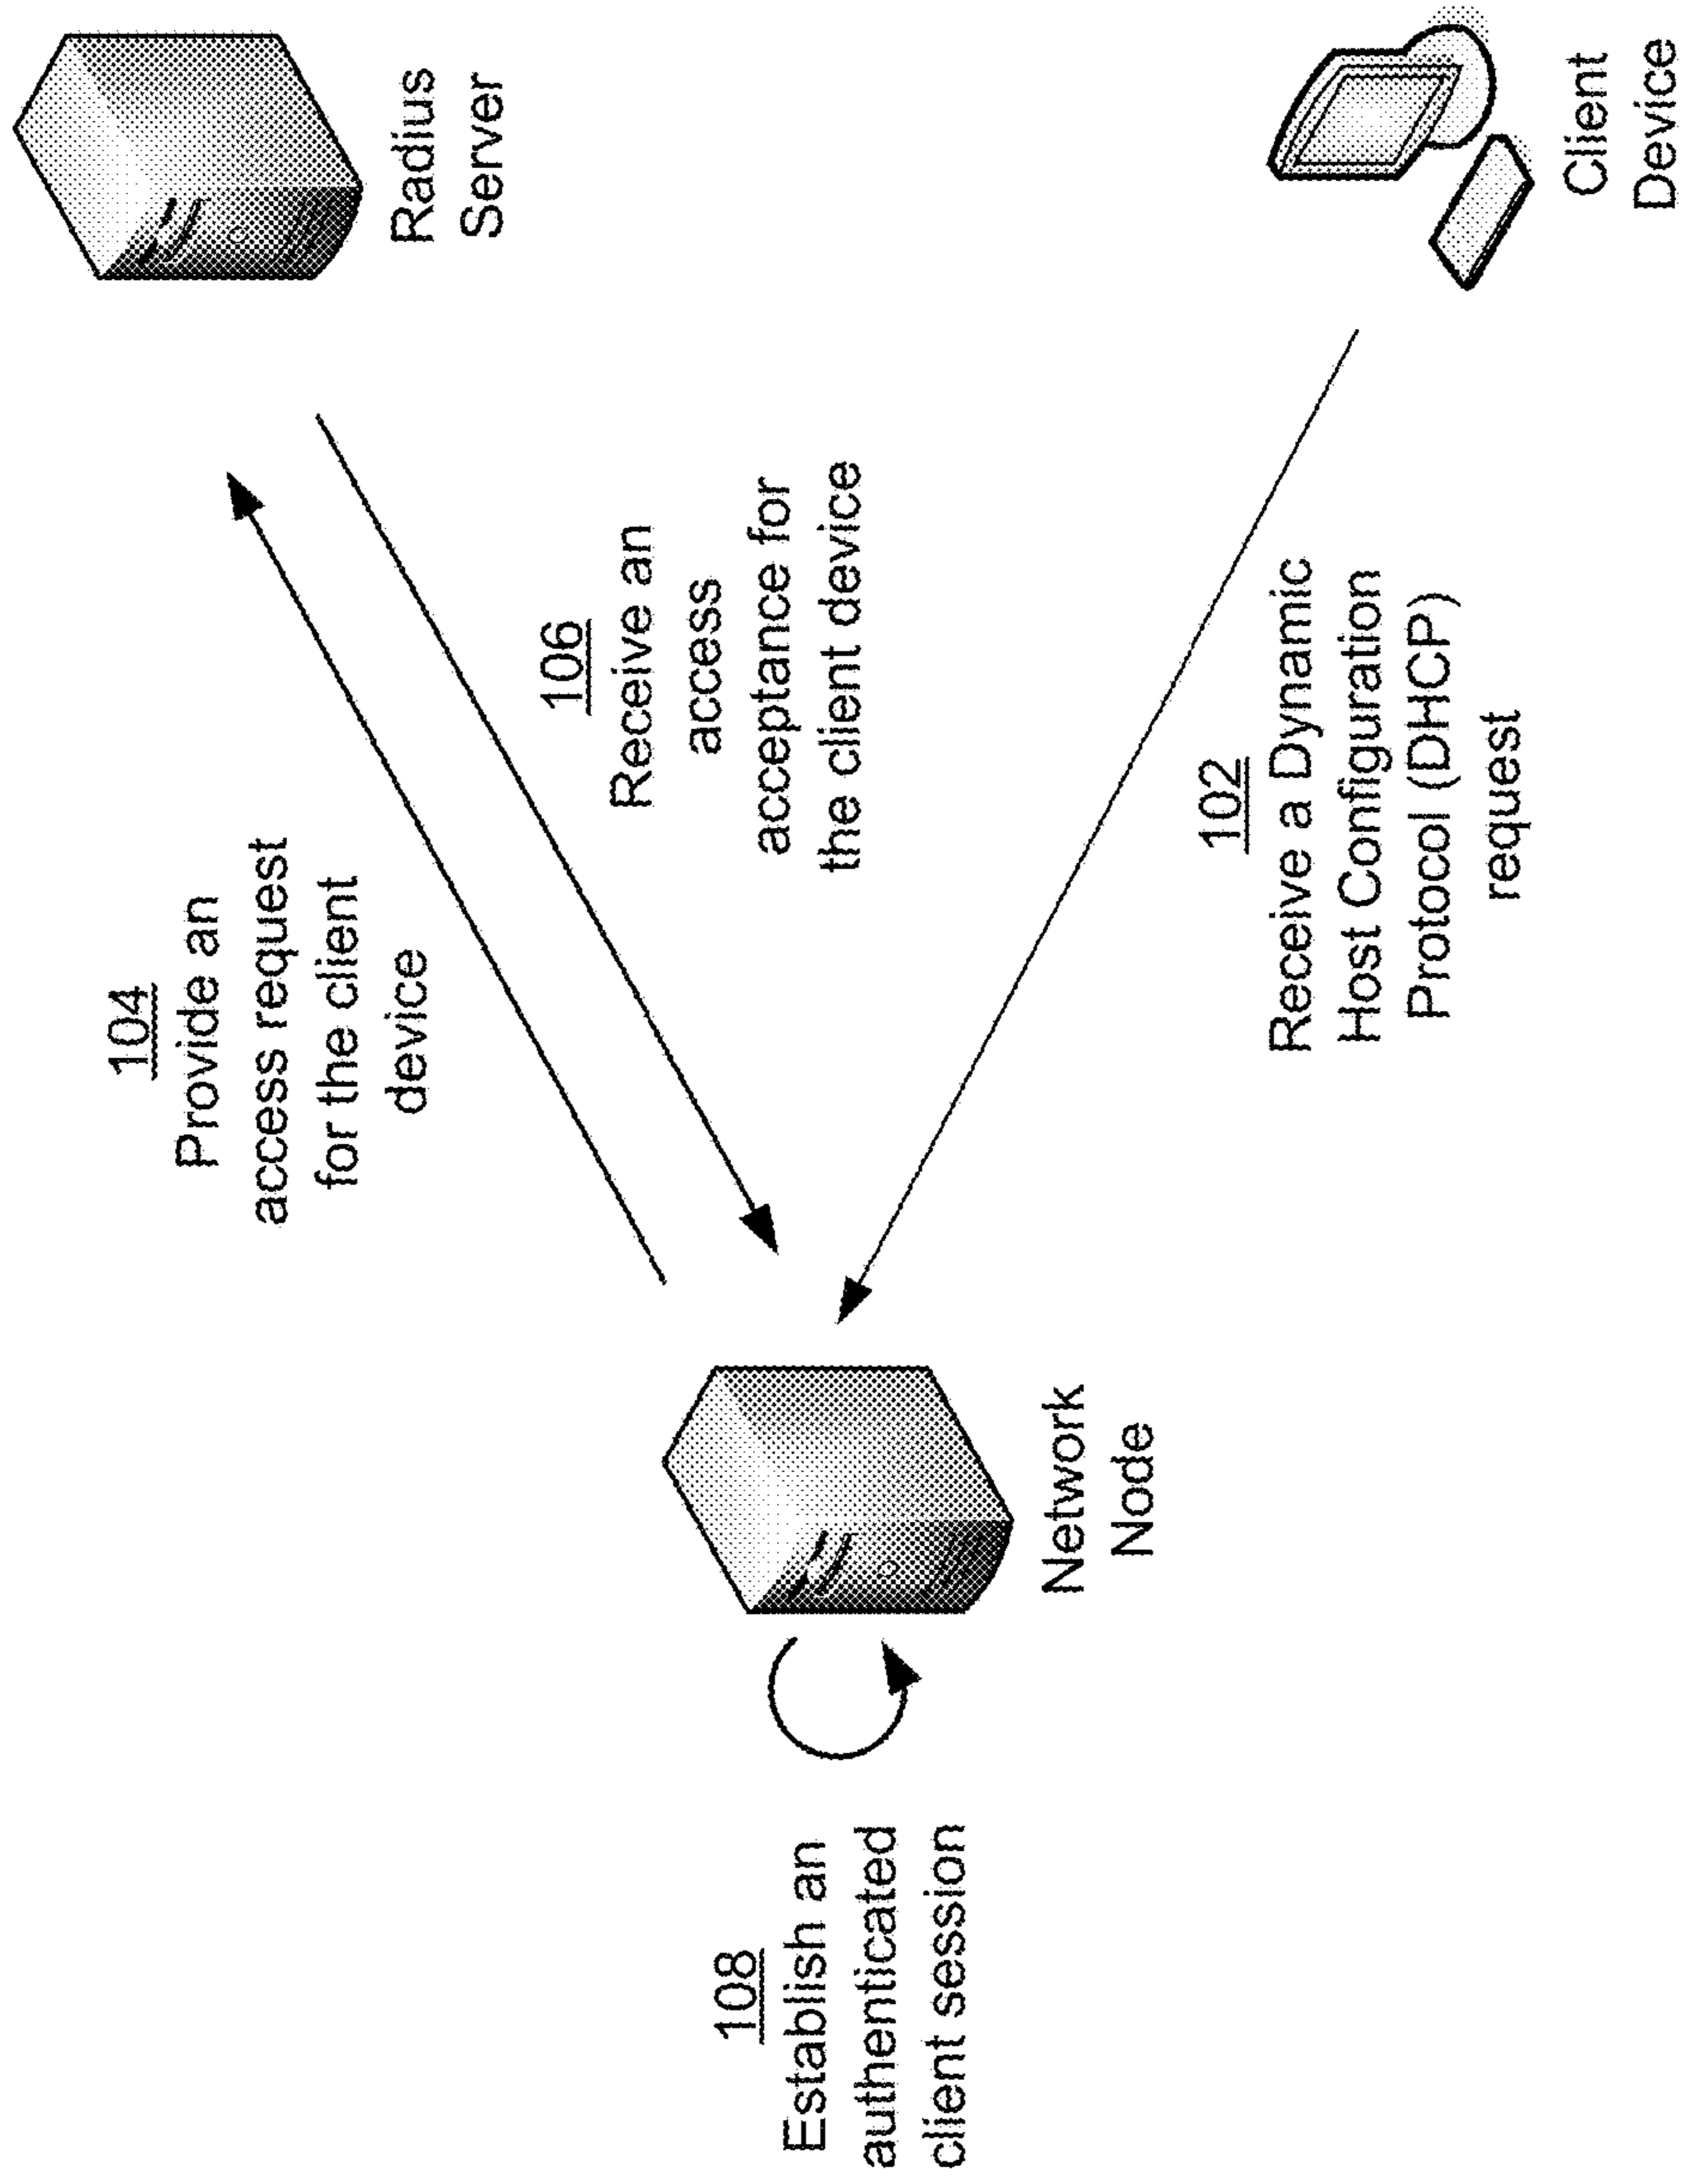 104
Provide an
access request
for the client
device
Radius
Server
106
Receive an
access
acceptance for
the client device
108
Establish an
authenticated
client session
Network
Node
102
Receive a Dynamic
Host Configuration
Protocol (DHCP)
request
Client
Device